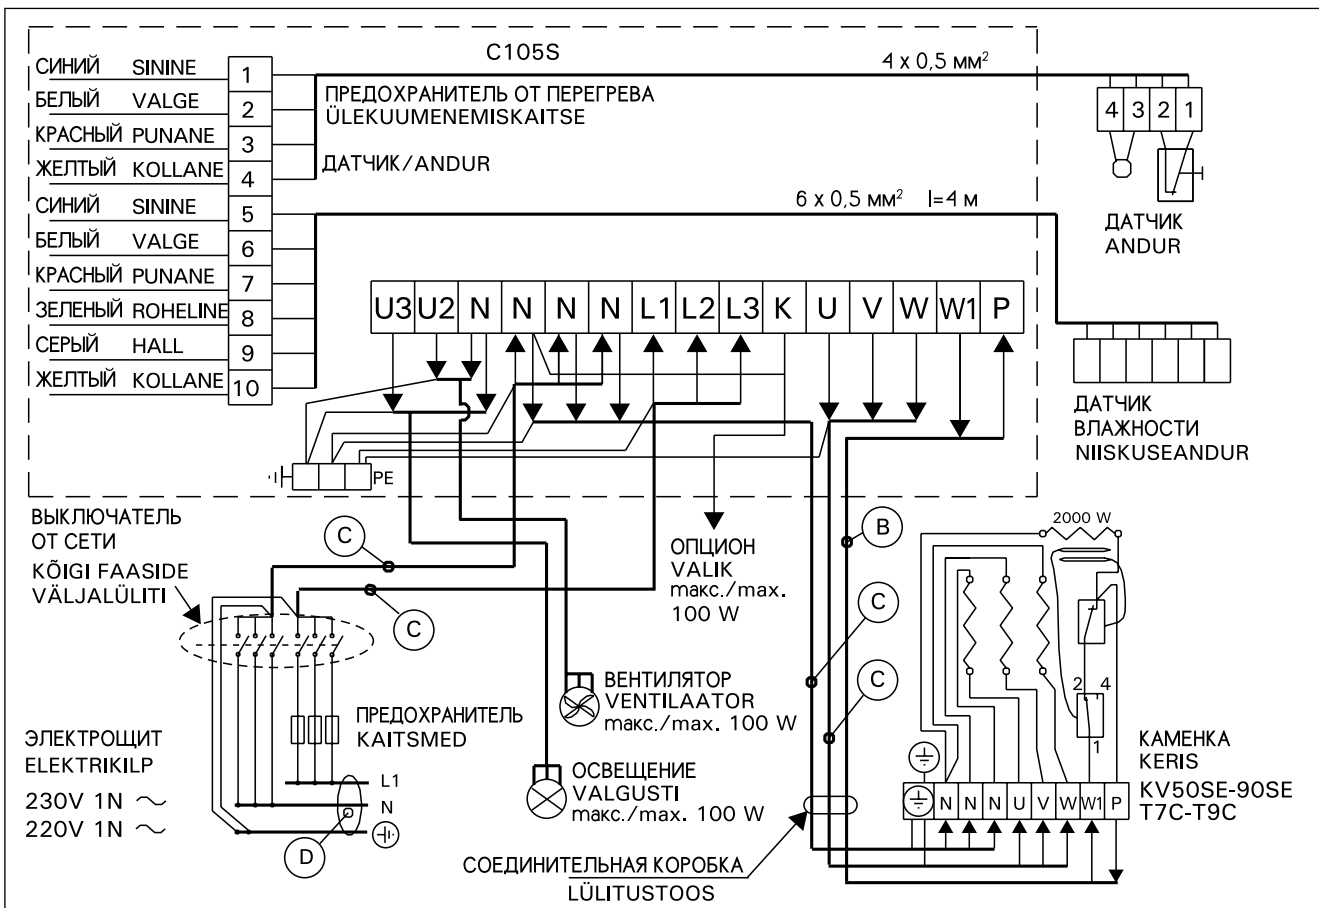 C105S
4 x 0,5 мм²
СИНИЙ SININE 1
БЕЛЫЙ VALGE 2
КРАСНЫЙ PUNANE 3
ЖЕЛТЫЙ KOLLANE 4
СИНИЙ SININE 5
БЕЛЫЙ VALGE 6
КРАСНЫЙ PUNANE 7
ЗЕЛЕНЫЙ ROHELINE 8
СЕРЫЙ HALL 9
ЖЕЛТЫЙ KOLLANE 10
ПРЕДОХРАНИТЕЛЬ ОТ ПЕРЕГРЕВА
ÜLEKUUMENEMISKAITSE
ДАТЧИК/ANDUR
4 3 2 1
ДАТЧИК
ANDUR
6 x 0,5 мм² l=4 м
U3 U2 N N N N L1 L2 L3 K U V W W1 P
ДАТЧИК
ВЛАЖНОСТИ
NIISKUSEANDUR
PE
ВЫКЛЮЧАТЕЛЬ
ОТ СЕТИ
KÕIGI FAASIDE
VÄLJALÜLITI
C
C
ОПЦИОН
VALIK
макс./max.
100 W
B
C
C
2000 W
2 4
1
ВЕНТИЛЯТОР
VENTILAATOR
макс./max. 100 W
ПРЕДОХРАНИТЕЛЬ
KAITSMED
ЭЛЕКТРОЩИТ
ELEKTRIKILP
230V 1N ~
220V 1N ~
L1
N
D
ОСВЕЩЕНИЕ
VALGUSTI
макс./max. 100 W
КАМЕНКА
KERIS
KV50SE-90SE
T7C-T9C
N N N U V W W1 P
СОЕДИНИТЕЛЬНАЯ КОРОБКА
LÜLITUSTOOS